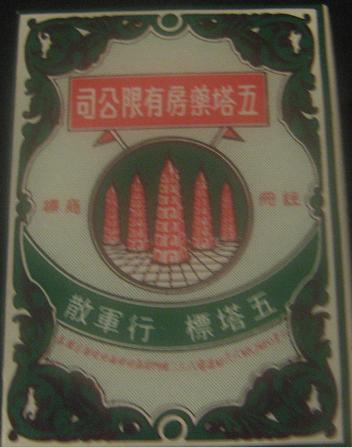 五塔藥房有限公司
註冊 商標
五塔標 行軍散